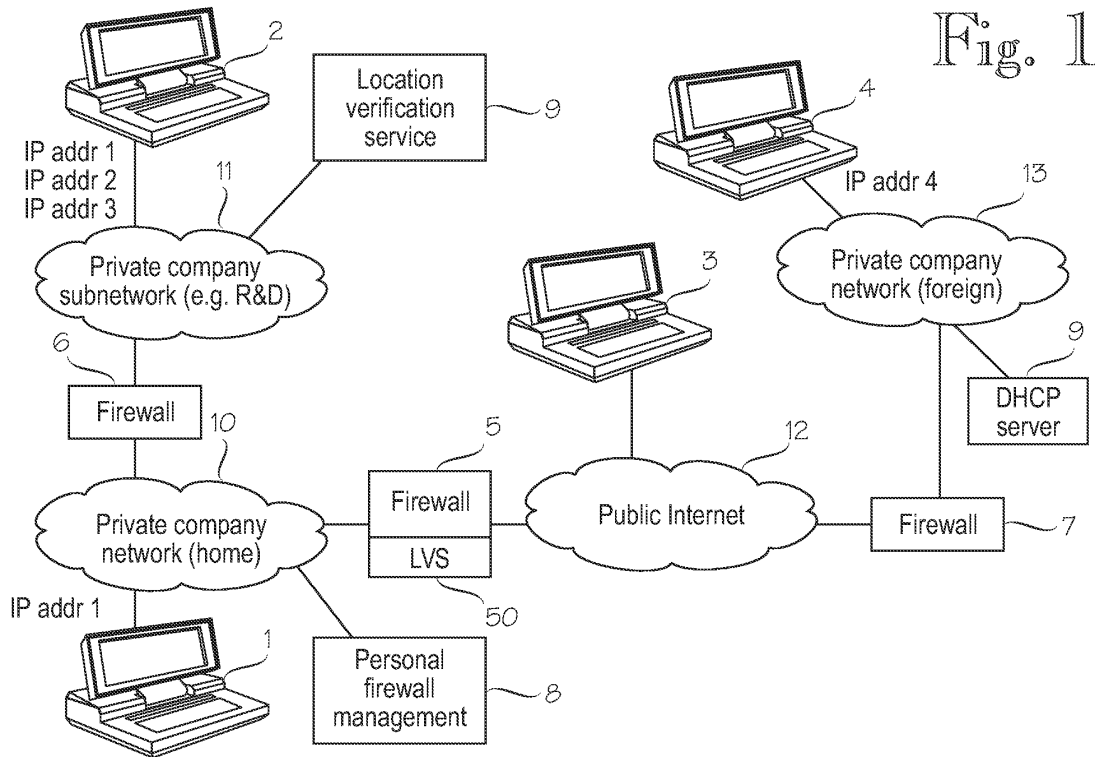 Fig. 1
2
Location
verification
service
9
4
IP addr 1
IP addr 2
IP addr 3
11
IP addr 4
13
Private company
subnetwork (e.g. R&D)
Private company
network (foreign)
3
6
Firewall
9
DHCP
server
10
5
12
Private company
network (home)
Firewall
LVS
50
Public Internet
Firewall
7
IP addr 1
1
Personal
firewall
management
8